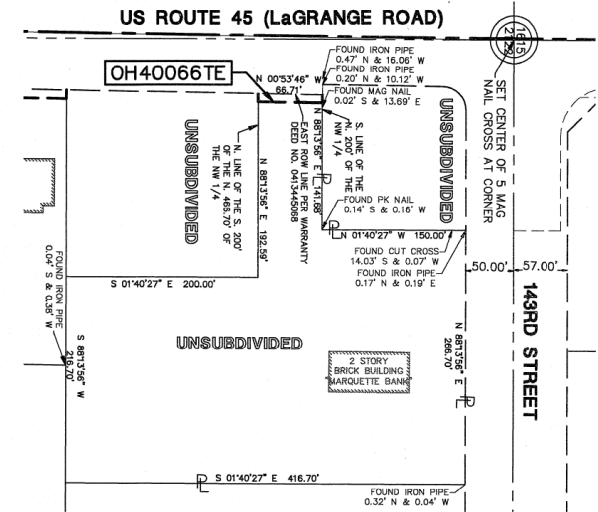 US ROUTE 45 (LaGRANGE ROAD)
1615
FOUND IRON PIPE
0.47' N & 16.06' W
FOUND IRON PIPE
0.20' N & 10.12' W
OH40066TE
N 00°53'46" W
66.71'
FOUND MAG NAIL
0.02' S & 13.69' E
SET CENTER OF 5 MAG
NAIL CROSS AT CORNER
UNSUBDIVIDED
N. LINE OF THE S. 200'
OF THE N. 466.70' OF
THE NW 1/4
N 88°13'56" E 192.59'
EAST ROW LINE PER WARRANTY
DEED NO. 0413445068
N 88°13'56" E
141.68'
S. LINE OF THE
N. 200' OF THE
NW 1/4
UNSUBDIVIDED
FOUND PK NAIL
0.14' S & 0.16' W
PL
PL
N 01°40'27" W 150.00'
FOUND CUT CROSS
14.03' S & 0.07' W
FOUND IRON PIPE
0.17' N & 0.19' E
50.00'
57.00'
FOUND IRON PIPE
0.04' S & 0.38' W
S 01°40'27" E 200.00'
143RD STREET
S 88°13'56" W
216.70'
UNSUBDIVIDED
2 STORY
BRICK BUILDING
"MARQUETTE BANK"
N 88°13'56" E
266.70'
PL
PL
S 01°40'27" E 416.70'
FOUND IRON PIPE
0.32' N & 0.04' W